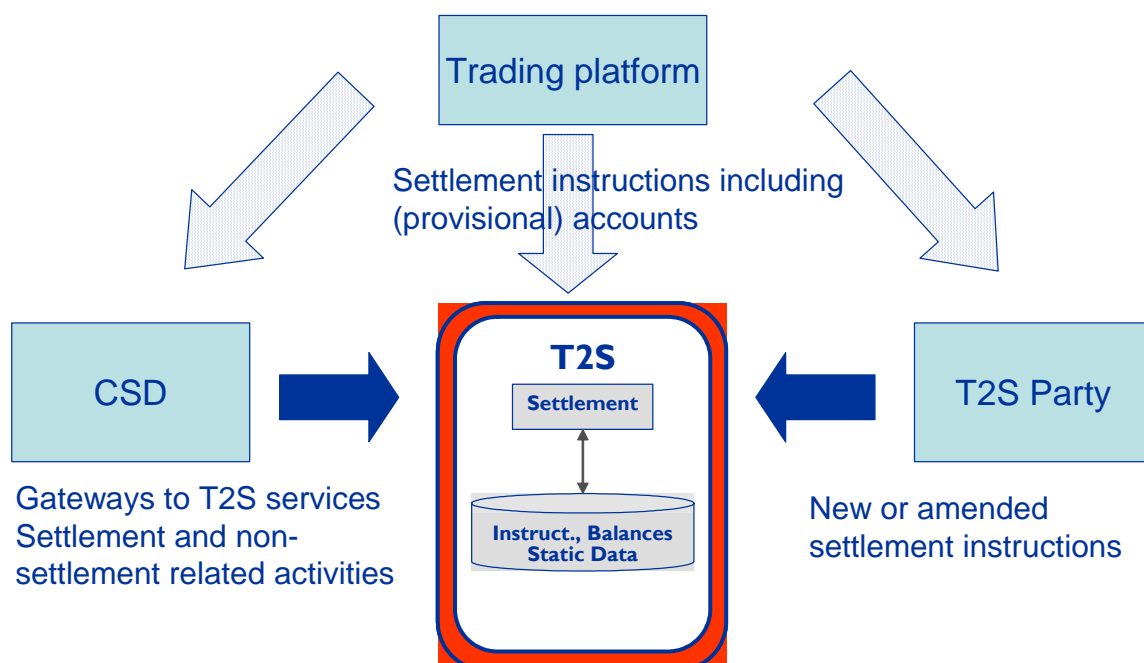 Trading platform
Settlement instructions including
(provisional) accounts
T2S
Settlement
Instruct., Balances
Static Data
CSD
T2S Party
Gateways to T2S services
Settlement and non-
settlement related activities
New or amended
settlement instructions